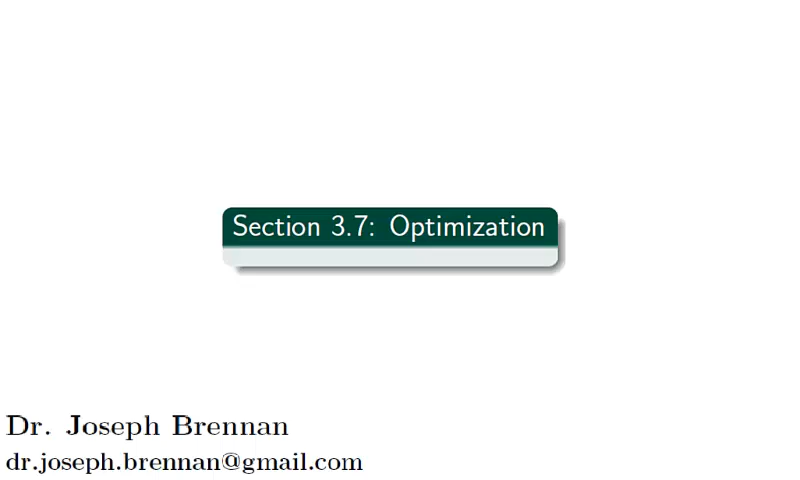 Section 3.7: Optimization
Dr. Joseph Brennan
dr.joseph.brennan@gmail.com